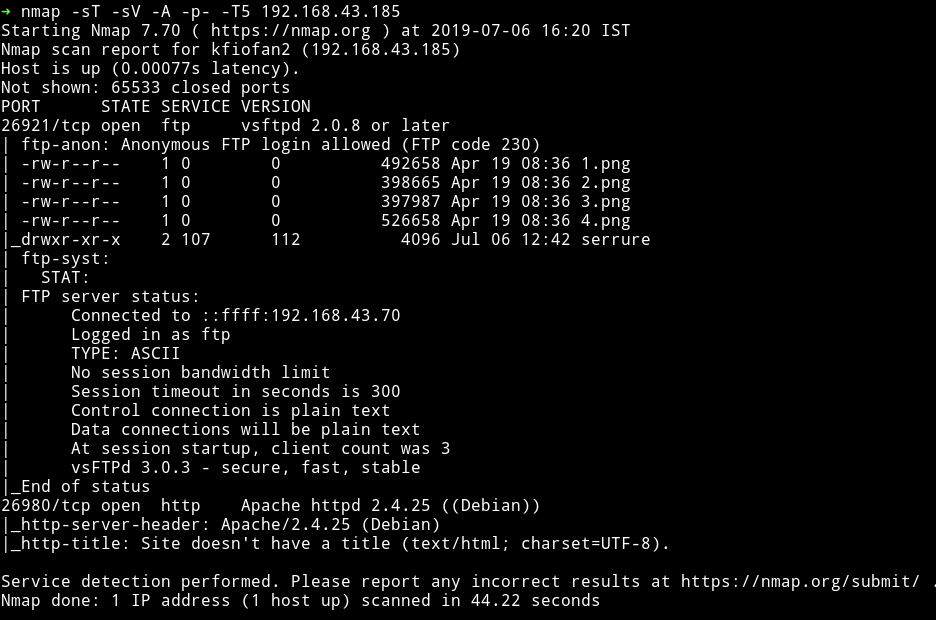 → nmap -sT -sV -A -p- -T5 192.168.43.185
Starting Nmap 7.70 ( https://nmap.org ) at 2019-07-06 16:20 IST
Nmap scan report for kfiofan2 (192.168.43.185)
Host is up (0.00077s latency).
Not shown: 65533 closed ports
PORT      STATE SERVICE VERSION
26921/tcp open  ftp     vsftpd 2.0.8 or later
| ftp-anon: Anonymous FTP login allowed (FTP code 230)
| -rw-r--r--    1 0        0          492658 Apr 19 08:36 1.png
| -rw-r--r--    1 0        0          398665 Apr 19 08:36 2.png
| -rw-r--r--    1 0        0          397987 Apr 19 08:36 3.png
| -rw-r--r--    1 0        0          526658 Apr 19 08:36 4.png
|_drwxr-xr-x    2 107      112          4096 Jul 06 12:42 serrure
| ftp-syst:
|   STAT:
| FTP server status:
|      Connected to ::ffff:192.168.43.70
|      Logged in as ftp
|      TYPE: ASCII
|      No session bandwidth limit
|      Session timeout in seconds is 300
|      Control connection is plain text
|      Data connections will be plain text
|      At session startup, client count was 3
|      vsFTPd 3.0.3 - secure, fast, stable
|_End of status
26980/tcp open  http    Apache httpd 2.4.25 ((Debian))
|_http-server-header: Apache/2.4.25 (Debian)
|_http-title: Site doesn't have a title (text/html; charset=UTF-8).
Service detection performed. Please report any incorrect results at https://nmap.org/submit/ .
Nmap done: 1 IP address (1 host up) scanned in 44.22 seconds